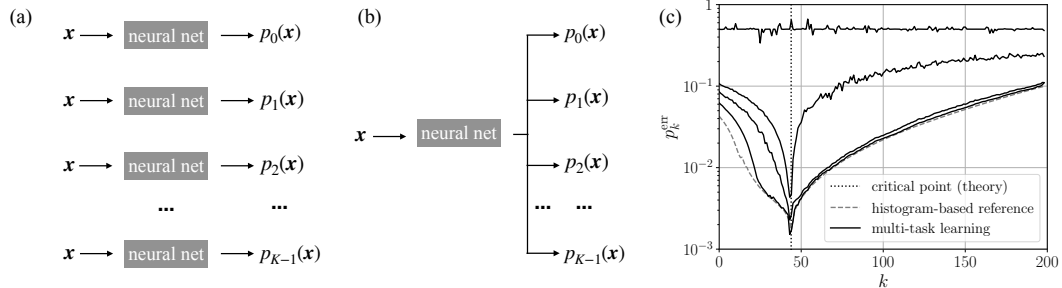 (a)
x neural net p₀(x)
x neural net p₁(x)
x neural net p₂(x)
... ...
x neural net p_{K−1}(x)
(b)
p₀(x)
p₁(x)
x neural net
p₂(x)
... ...
p_{K−1}(x)
(c)
1
10⁻¹
10⁻²
10⁻³
p_k^err
critical point (theory)
histogram-based reference
multi-task learning
0 50 100 150 200
k